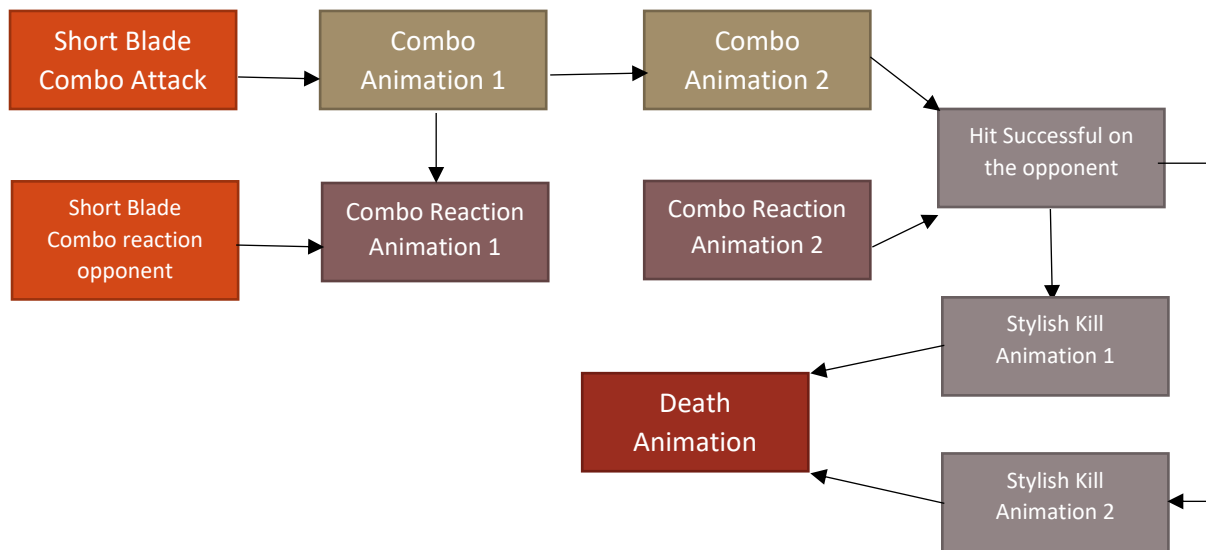 Short Blade
Combo Attack
Combo
Animation 1
Combo
Animation 2
Hit Successful on
the opponent
Short Blade
Combo reaction
opponent
Combo Reaction
Animation 1
Combo Reaction
Animation 2
Stylish Kill
Animation 1
Death
Animation
Stylish Kill
Animation 2